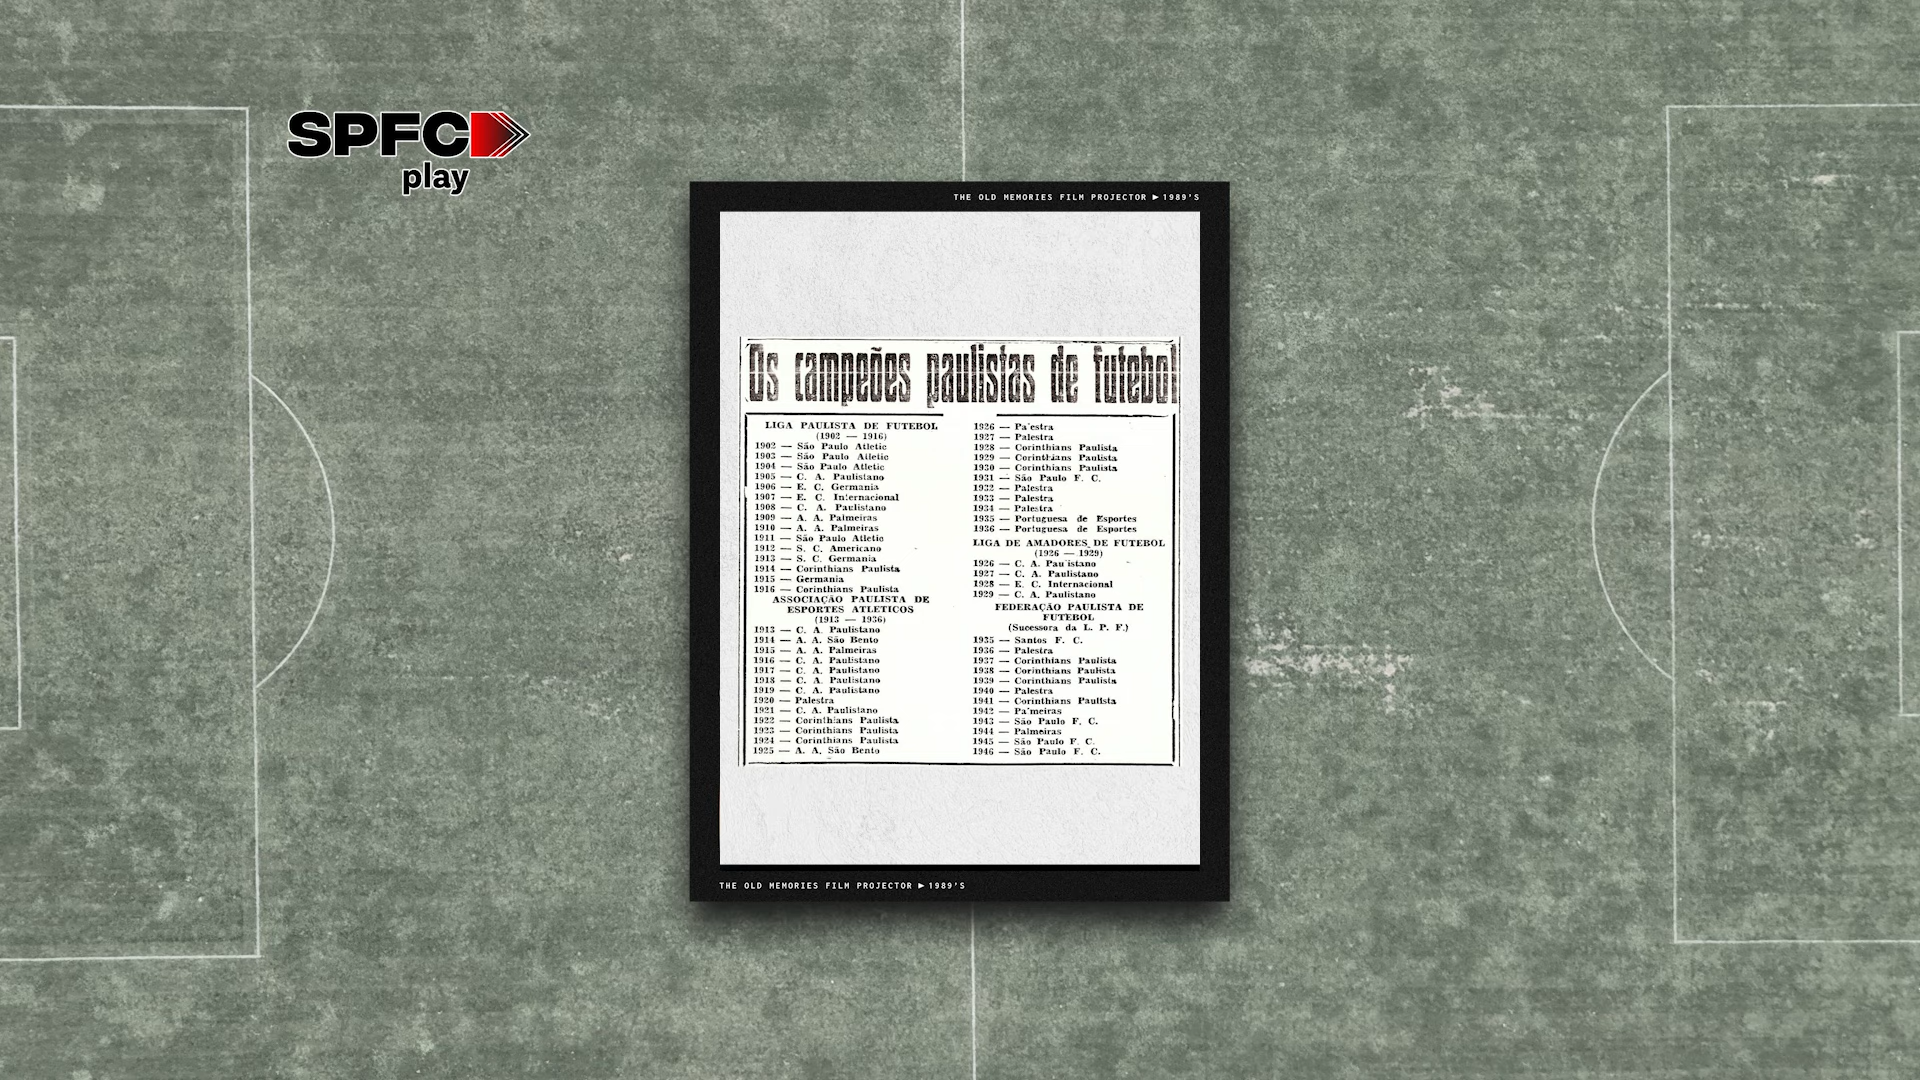 SPFC
play
THE OLD MEMORIES FILM PROJECTOR ▶ 1989'S
Os campeões paulistas de futebol
LIGA PAULISTA DE FUTEBOL
(1902 — 1916)
1902 — São Paulo Atletic
1903 — São Paulo Atletic
1904 — São Paulo Atletic
1905 — C. A. Paulistano
1906 — E. C. Germania
1907 — E. C. Internacional
1908 — C. A. Paulistano
1909 — A. A. Palmeiras
1910 — A. A. Palmeiras
1911 — São Paulo Atletic
1912 — S. C. Americano
1913 — S. C. Germania
1914 — Corinthians Paulista
1915 — Germania
1916 — Corinthians Paulista
ASSOCIAÇÃO PAULISTA DE
ESPORTES ATLETICOS
(1913 — 1936)
1913 — C. A. Paulistano
1914 — A. A. São Bento
1915 — A. A. Palmeiras
1916 — C. A. Paulistano
1917 — C. A. Paulistano
1918 — C. A. Paulistano
1919 — C. A. Paulistano
1920 — Palestra
1921 — C. A. Paulistano
1922 — Corinthians Paulista
1923 — Corinthians Paulista
1924 — Corinthians Paulista
1925 — A. A. São Bento
1926 — Pa'estra
1927 — Palestra
1928 — Corinthians Paulista
1929 — Corinthians Paulista
1930 — Corinthians Paulista
1931 — São Paulo F. C.
1932 — Palestra
1933 — Palestra
1934 — Palestra
1935 — Portuguesa de Esportes
1936 — Portuguesa de Esportes
LIGA DE AMADORES DE FUTEBOL
(1926 — 1929)
1926 — C. A. Pau'istano
1927 — C. A. Paulistano
1928 — E. C. Internacional
1929 — C. A. Paulistano
FEDERAÇÃO PAULISTA DE
FUTEBOL
(Sucessora da L. P. F.)
1935 — Santos F. C.
1936 — Palestra
1937 — Corinthians Paulista
1938 — Corinthians Paulista
1939 — Corinthians Paulista
1940 — Palestra
1941 — Corinthians Paulista
1942 — Pa'meiras
1943 — São Paulo F. C.
1944 — Palmeiras
1945 — São Paulo F. C.
1946 — São Paulo F. C.
THE OLD MEMORIES FILM PROJECTOR ▶ 1989'S